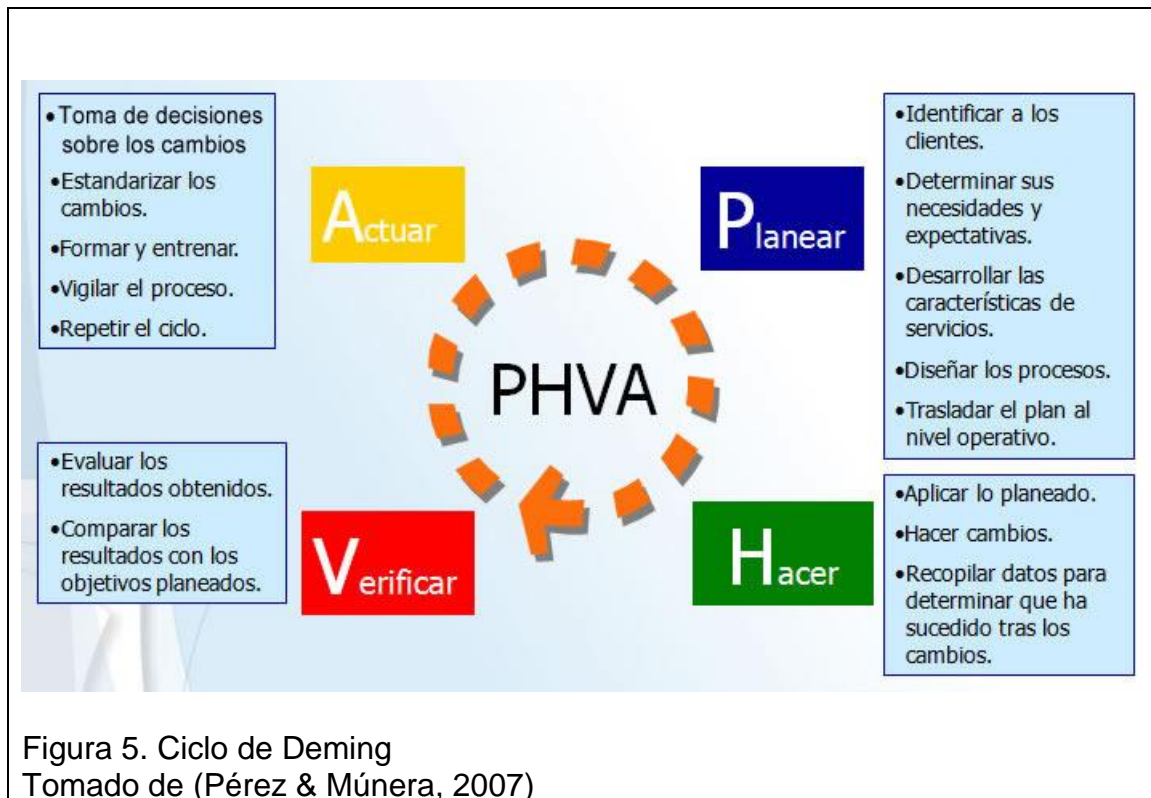 •Toma de decisiones
sobre los cambios
•Estandarizar los
cambios.
•Formar y entrenar.
•Vigilar el proceso.
•Repetir el ciclo.
Actuar
Planear
•Identificar a los
clientes.
•Determinar sus
necesidades y
expectativas.
•Desarrollar las
características de
servicios.
•Diseñar los procesos.
•Trasladar el plan al
nivel operativo.
PHVA
•Evaluar los
resultados obtenidos.
•Comparar los
resultados con los
objetivos planeados.
Verificar
Hacer
•Aplicar lo planeado.
•Hacer cambios.
•Recopilar datos para
determinar que ha
sucedido tras los
cambios.
Figura 5. Ciclo de Deming
Tomado de (Pérez & Múnera, 2007)